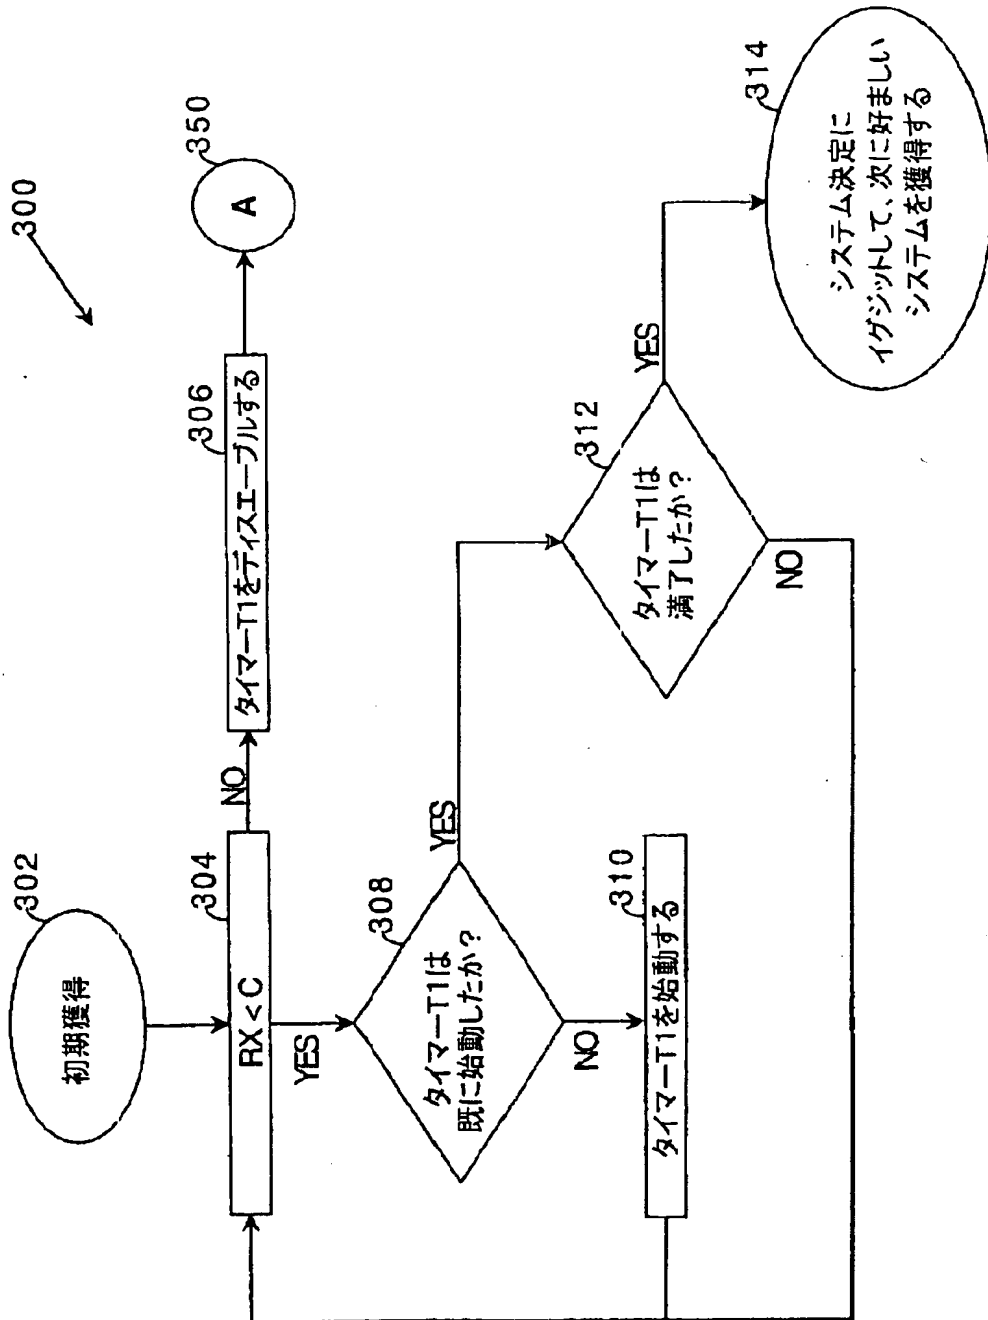 300
302
初期獲得
304
RX < C
NO
306
タイマーT1をディスエーブルする
350
A
YES
308
タイマーT1は
既に始動したか?
YES
NO
310
タイマーT1を始動する
312
タイマーT1は
満了したか?
YES
NO
314
システム決定に
イグジットして、次に好ましい
システムを獲得する